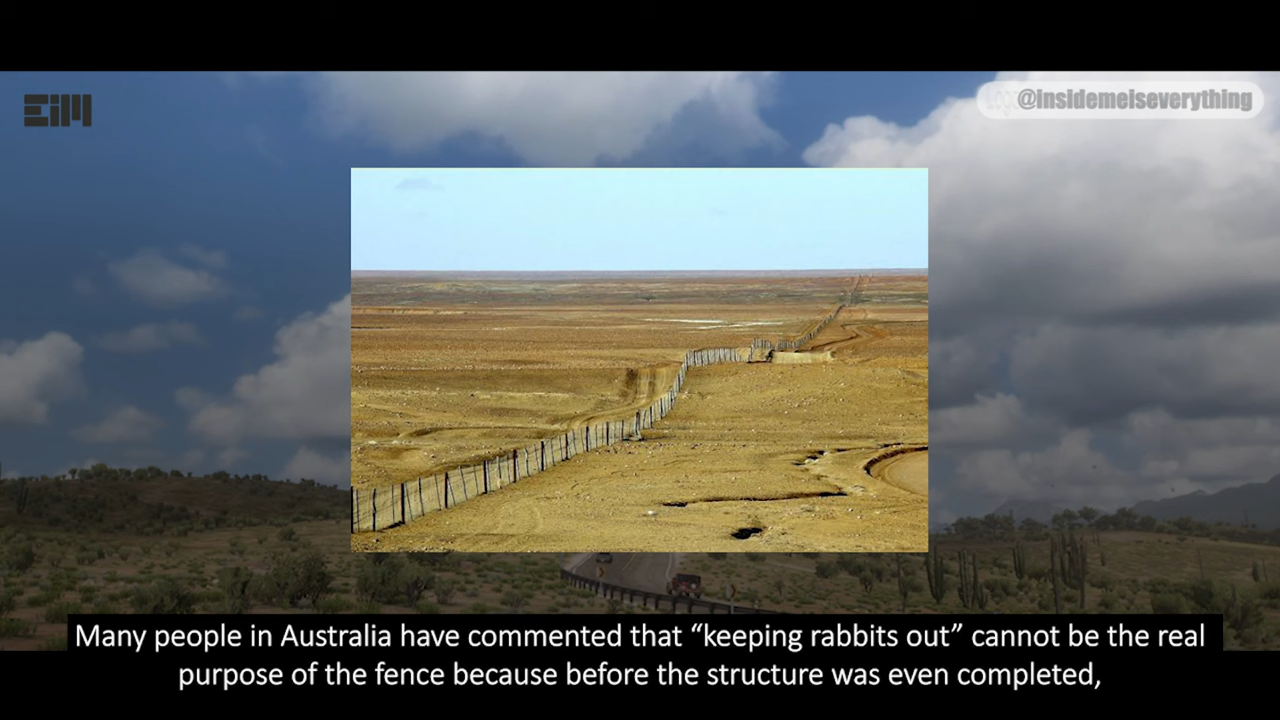 EiM
@insidemeiseverything
Many people in Australia have commented that “keeping rabbits out” cannot be the real
purpose of the fence because before the structure was even completed,